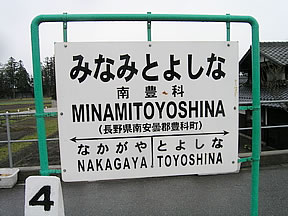 みなみとよしな
南豊科
MINAMITOYOSHINA
(長野県南安曇郡豊科町)
なかがや とよしな
NAKAGAYA TOYOSHINA
4